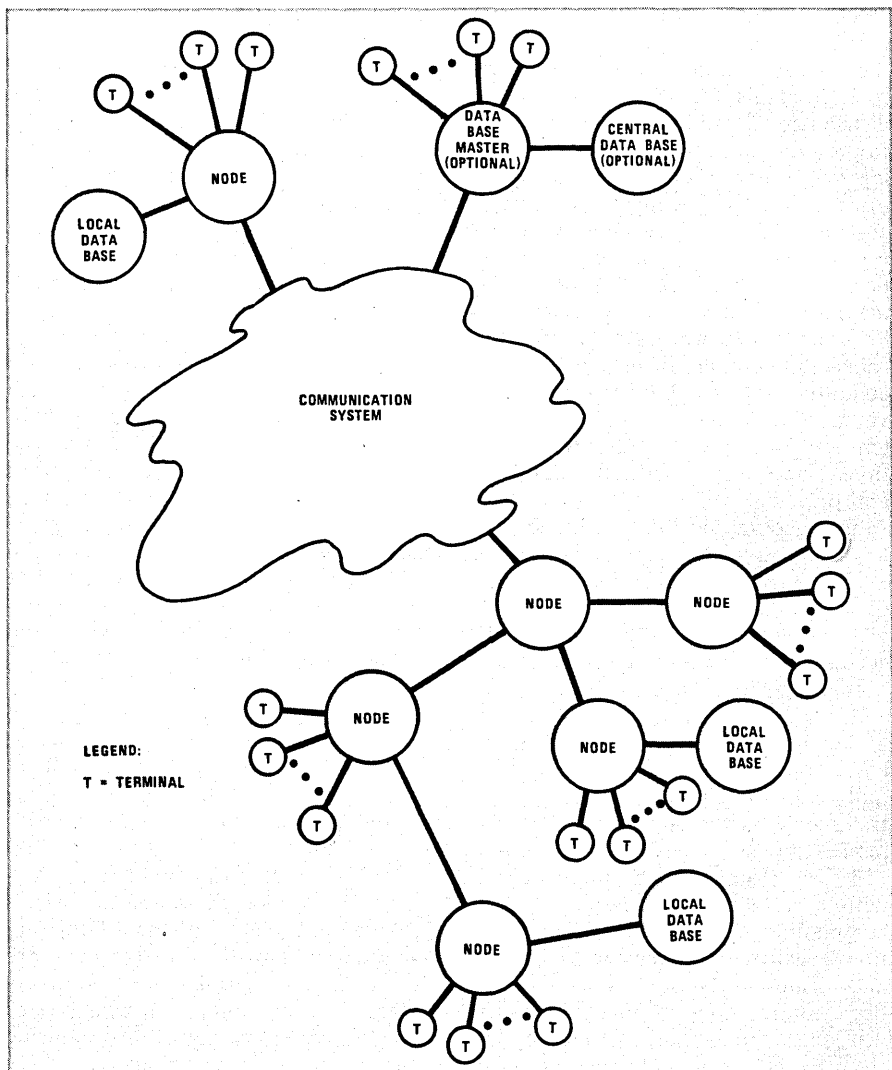 T
T
T
T
T
T
DATA
BASE
MASTER
(OPTIONAL)
CENTRAL
DATA BASE
(OPTIONAL)
NODE
LOCAL
DATA
BASE
COMMUNICATION
SYSTEM
T
T
T
NODE
NODE
NODE
T
T
T
NODE
LOCAL
DATA
BASE
T
T
T
LEGEND:
T = TERMINAL
NODE
LOCAL
DATA
BASE
T
T
T